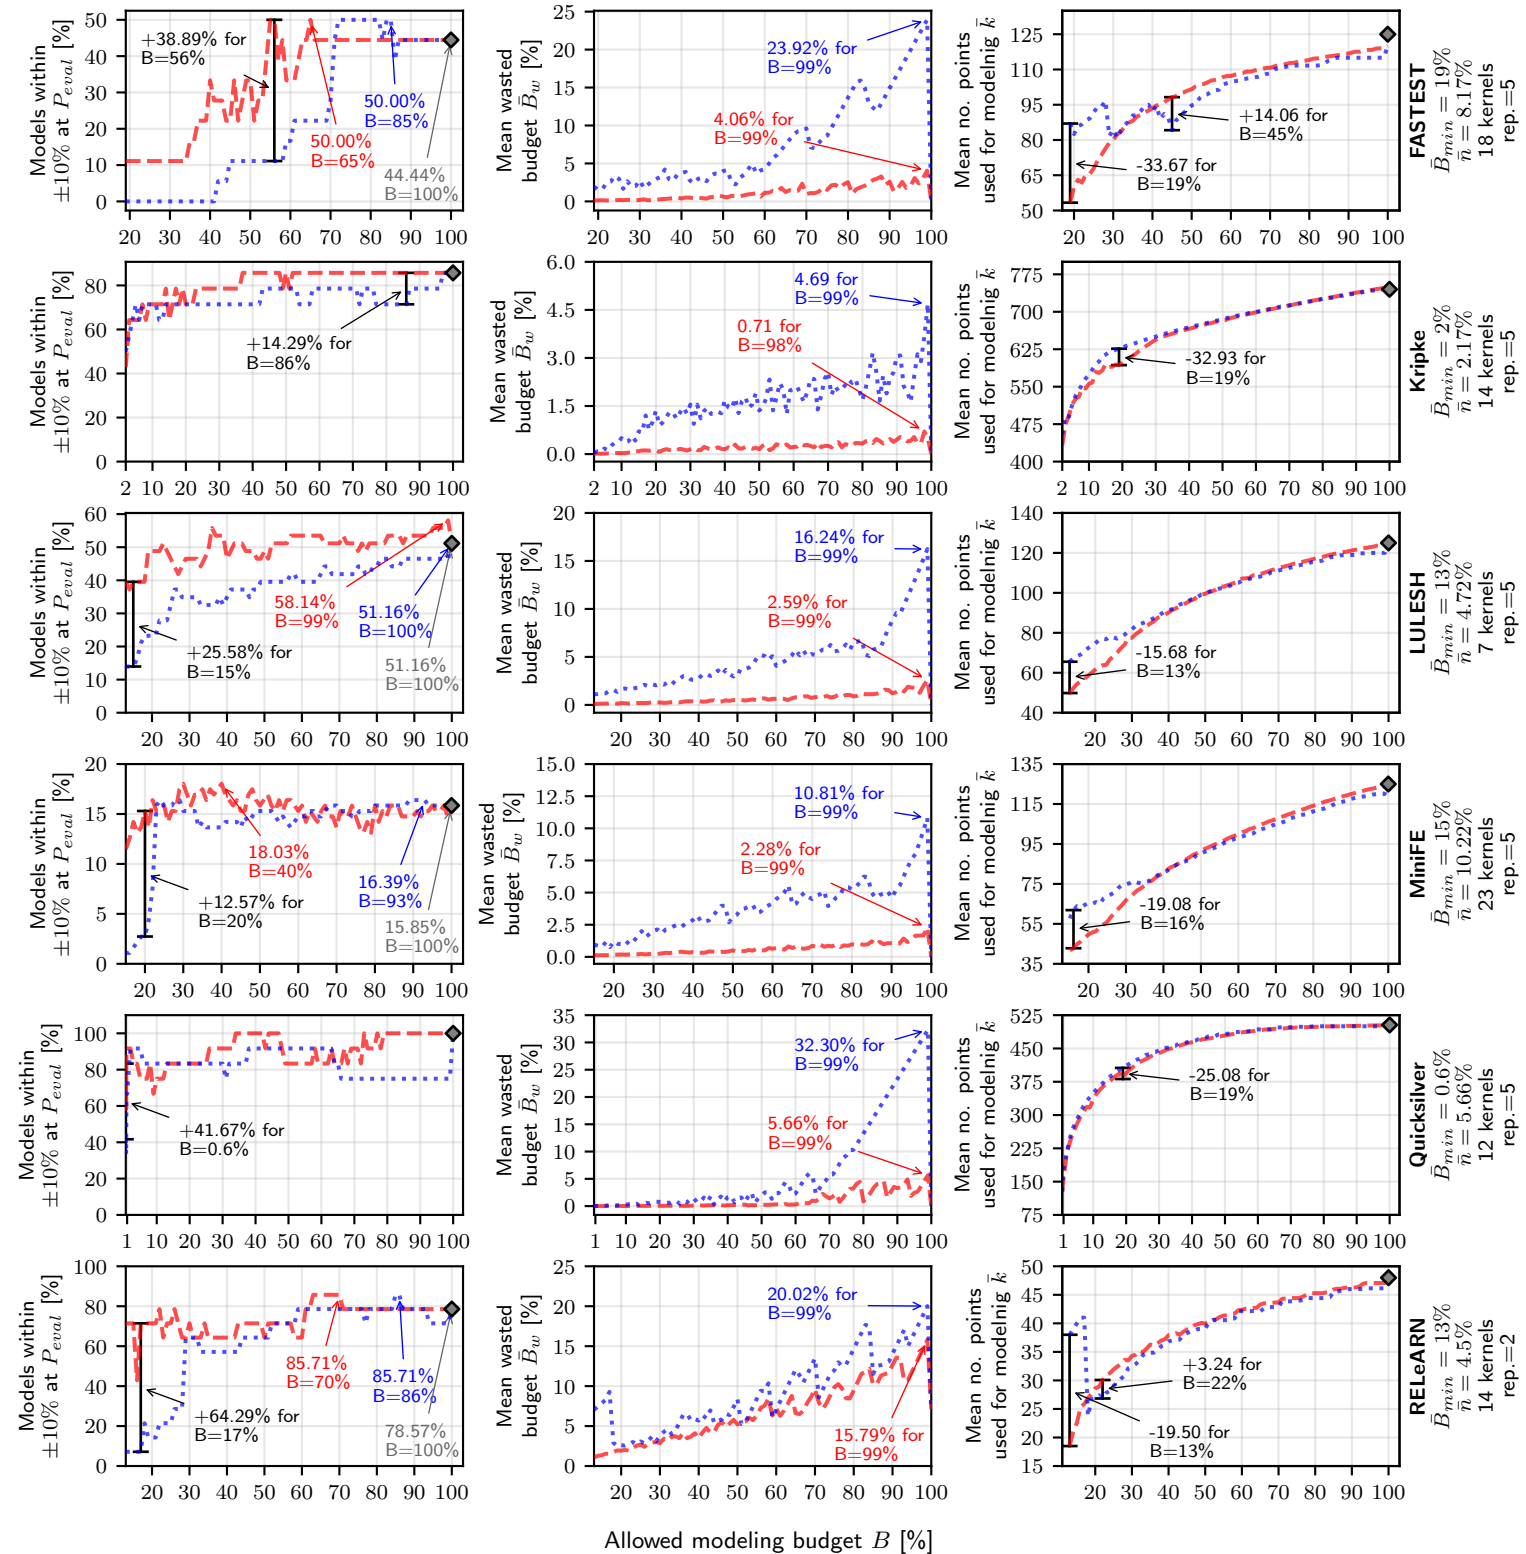 Models within
±10% at P_eval [%]
50
40
30
20
10
0
20 30 40 50 60 70 80 90 100
+38.89% for
B=56%
50.00%
B=65%
50.00%
B=85%
44.44%
B=100%
Mean wasted
budget B̄_w [%]
25
20
15
10
5
0
20 30 40 50 60 70 80 90 100
23.92% for
B=99%
4.06% for
B=99%
Mean no. points
used for modelnig k̄
125
110
95
80
65
50
20 30 40 50 60 70 80 90 100
+14.06 for
B=45%
-33.67 for
B=19%
FASTEST
B̄_min = 19%
n̄ = 8.17%
18 kernels
rep.=5
Models within
±10% at P_eval [%]
80
60
40
20
0
2 10 20 30 40 50 60 70 80 90 100
+14.29% for
B=86%
Mean wasted
budget B̄_w [%]
6.0
4.5
3.0
1.5
0.0
2 10 20 30 40 50 60 70 80 90 100
4.69 for
B=99%
0.71 for
B=98%
Mean no. points
used for modelnig k̄
775
700
625
550
475
400
2 10 20 30 40 50 60 70 80 90 100
-32.93 for
B=19%
Kripke
B̄_min = 2%
n̄ = 2.17%
14 kernels
rep.=5
Models within
±10% at P_eval [%]
60
50
40
30
20
10
0
20 30 40 50 60 70 80 90 100
58.14%
B=99%
51.16%
B=100%
+25.58% for
B=15%
51.16%
B=100%
Mean wasted
budget B̄_w [%]
20
15
10
5
0
20 30 40 50 60 70 80 90 100
16.24% for
B=99%
2.59% for
B=99%
Mean no. points
used for modelnig k̄
140
120
100
80
60
40
20 30 40 50 60 70 80 90 100
-15.68 for
B=13%
LULESH
B̄_min = 13%
n̄ = 4.72%
7 kernels
rep.=5
Models within
±10% at P_eval [%]
20
15
10
5
0
20 30 40 50 60 70 80 90 100
18.03%
B=40%
16.39%
B=93%
+12.57% for
B=20%
15.85%
B=100%
Mean wasted
budget B̄_w [%]
15.0
12.5
10.0
7.5
5.0
2.5
0.0
20 30 40 50 60 70 80 90 100
10.81% for
B=99%
2.28% for
B=99%
Mean no. points
used for modelnig k̄
135
115
95
75
55
35
20 30 40 50 60 70 80 90 100
-19.08 for
B=16%
MiniFE
B̄_min = 15%
n̄ = 10.22%
23 kernels
rep.=5
Models within
±10% at P_eval [%]
100
80
60
40
20
0
1 10 20 30 40 50 60 70 80 90 100
+41.67% for
B=0.6%
Mean wasted
budget B̄_w [%]
35
30
25
20
15
10
5
0
1 10 20 30 40 50 60 70 80 90 100
32.30% for
B=99%
5.66% for
B=99%
Mean no. points
used for modelnig k̄
525
450
375
300
225
150
75
1 10 20 30 40 50 60 70 80 90 100
-25.08 for
B=19%
Quicksilver
B̄_min = 0.6%
n̄ = 5.66%
12 kernels
rep.=5
Models within
±10% at P_eval [%]
100
80
60
40
20
0
20 30 40 50 60 70 80 90 100
85.71%
B=70%
85.71%
B=86%
+64.29% for
B=17%
78.57%
B=100%
Mean wasted
budget B̄_w [%]
25
20
15
10
5
0
20 30 40 50 60 70 80 90 100
20.02% for
B=99%
15.79% for
B=99%
Mean no. points
used for modelnig k̄
50
45
40
35
30
25
20
15
20 30 40 50 60 70 80 90 100
+3.24 for
B=22%
-19.50 for
B=13%
RELeARN
B̄_min = 13%
n̄ = 4.5%
14 kernels
rep.=2
Allowed modeling budget B [%]